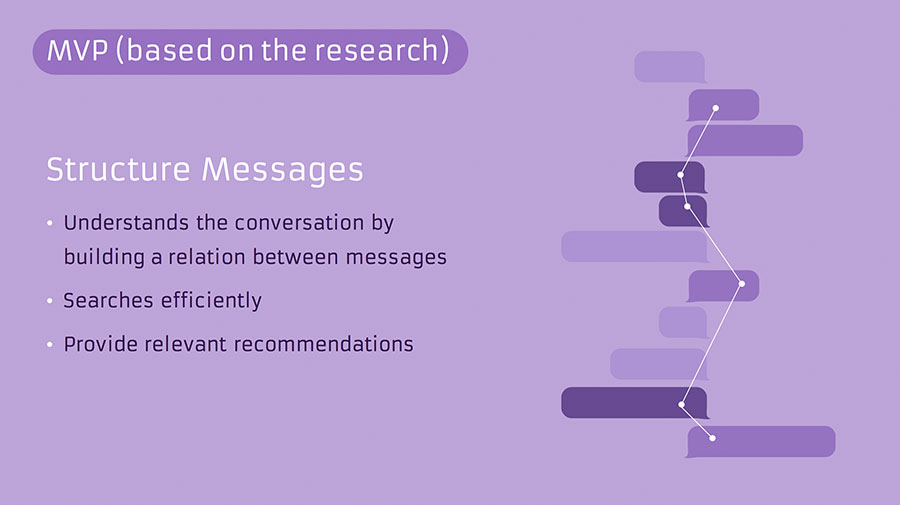 MVP (based on the research)
Structure Messages
• Understands the conversation by
building a relation between messages
• Searches efficiently
• Provide relevant recommendations